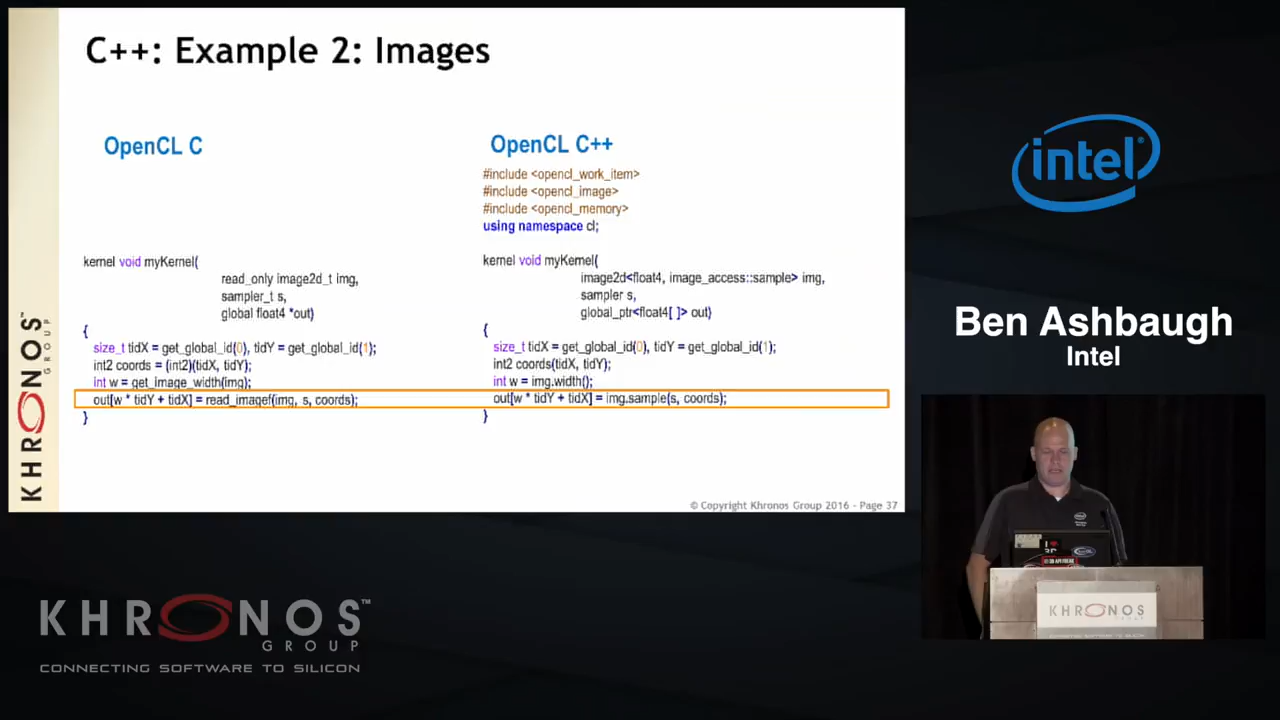 C++: Example 2: Images
OpenCL C
OpenCL C++
#include <opencl_work_item>
#include <opencl_image>
#include <opencl_memory>
using namespace cl;
kernel void myKernel(
read_only image2d_t img,
sampler_t s,
global float4 *out)
{
size_t tidX = get_global_id(0), tidY = get_global_id(1);
int2 coords = (int2)(tidX, tidY);
int w = get_image_width(img);
out[w * tidY + tidX] = read_imagef(img, s, coords);
}
kernel void myKernel(
image2d<float4, image_access::sample> img,
sampler s,
global_ptr<float4[ ]> out)
{
size_t tidX = get_global_id(0), tidY = get_global_id(1);
int2 coords(tidX, tidY);
int w = img.width();
out[w * tidY + tidX] = img.sample(s, coords);
}
© Copyright Khronos Group 2016 - Page 37
KHRONOS
GROUP
intel
Ben Ashbaugh
Intel
KHRONOS™
GROUP
CONNECTING SOFTWARE TO SILICON
intel
KHRONOS
GROUP